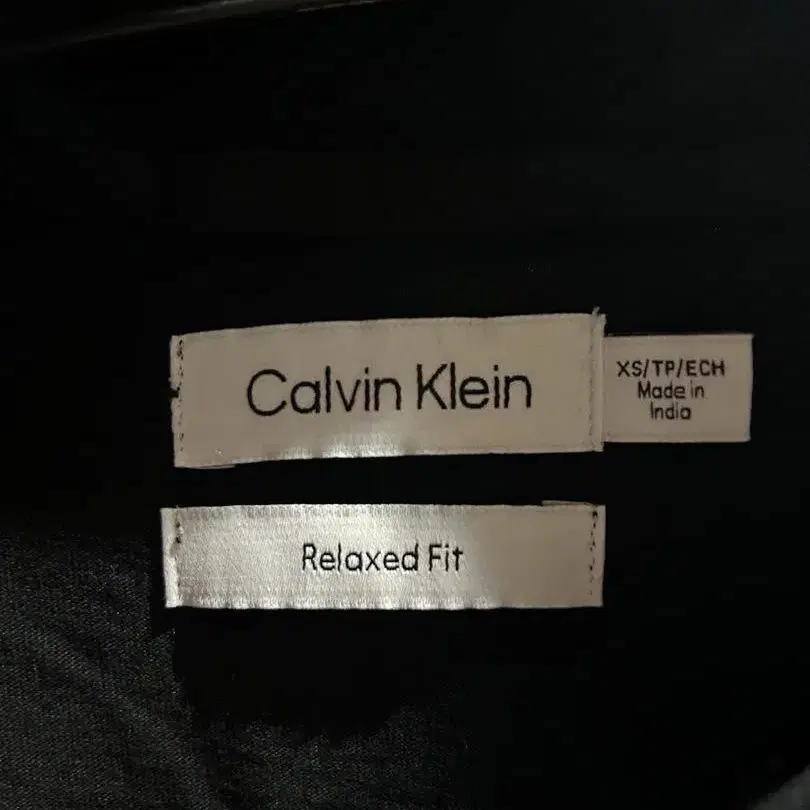 Calvin Klein
XS/TP/ECH
Made in
India
Relaxed Fit